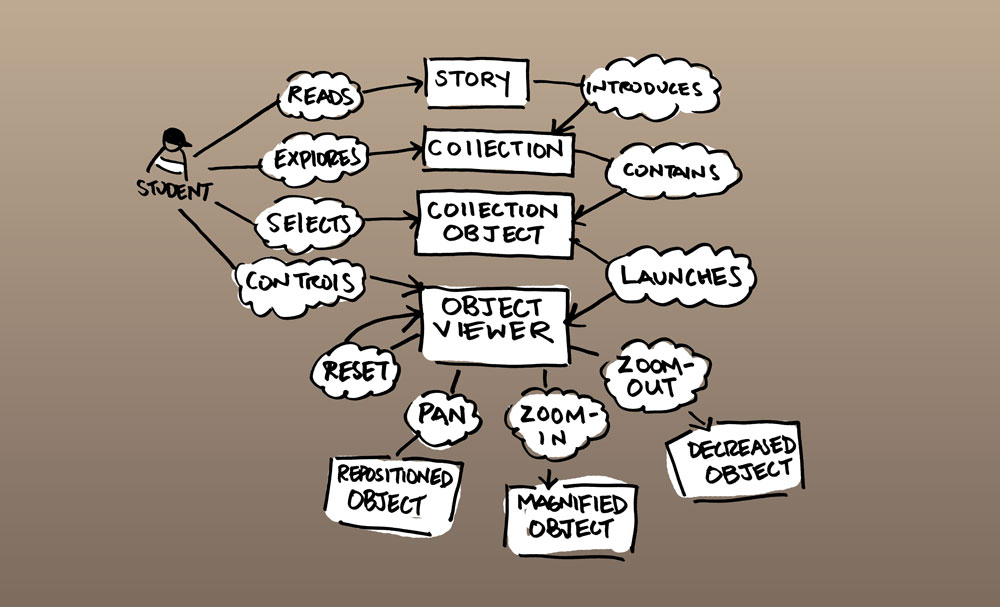 READS
STORY
INTRODUCES
STUDENT
EXPLORES
COLLECTION
CONTAINS
SELECTS
COLLECTION
OBJECT
CONTROLS
LAUNCHES
OBJECT
VIEWER
RESET
PAN
ZOOM-
IN
ZOOM-
OUT
REPOSITIONED
OBJECT
MAGNIFIED
OBJECT
DECREASED
OBJECT